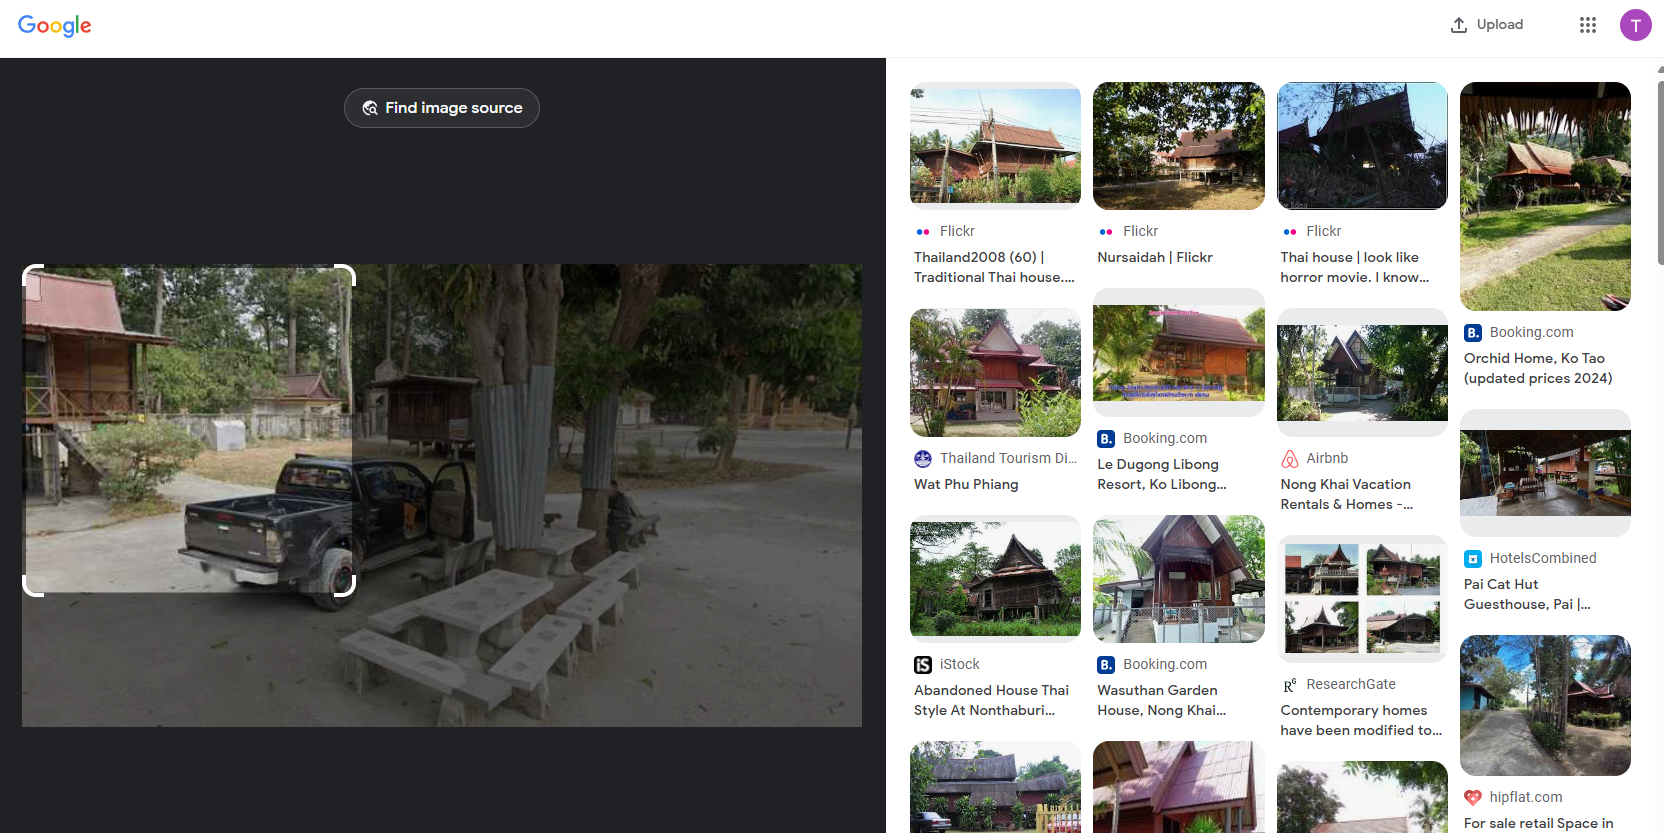 Google
Upload
T
Find image source
Flickr
Thailand2008 (60) |
Traditional Thai house....
Flickr
Nursaidah | Flickr
Flickr
Thai house | look like
horror movie. I know...
Booking.com
Orchid Home, Ko Tao
(updated prices 2024)
Thailand Tourism Di...
Wat Phu Phiang
Booking.com
Le Dugong Libong
Resort, Ko Libong...
Airbnb
Nong Khai Vacation
Rentals & Homes -...
HotelsCombined
Pai Cat Hut
Guesthouse, Pai |...
iStock
Abandoned House Thai
Style At Nonthaburi...
Booking.com
Wasuthan Garden
House, Nong Khai...
ResearchGate
Contemporary homes
have been modified to...
hipflat.com
For sale retail Space in